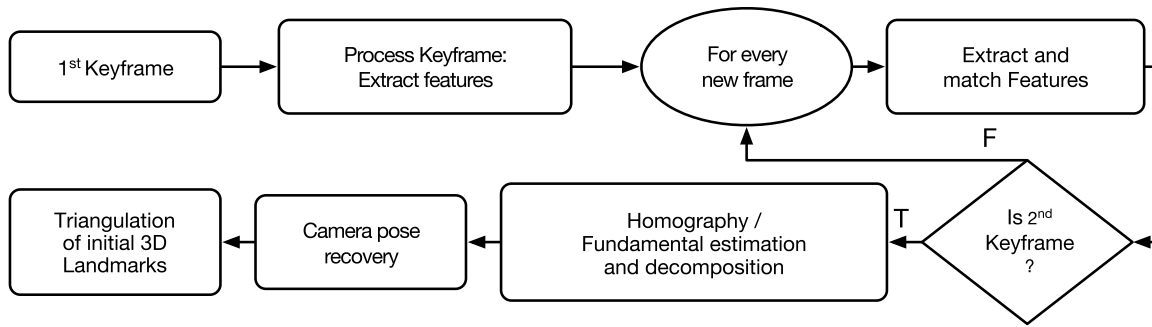 1st Keyframe
Process Keyframe:
Extract features
For every
new frame
Extract and
match Features
F
Is 2nd
Keyframe
?
T
Homography /
Fundamental estimation
and decomposition
Camera pose
recovery
Triangulation
of initial 3D
Landmarks